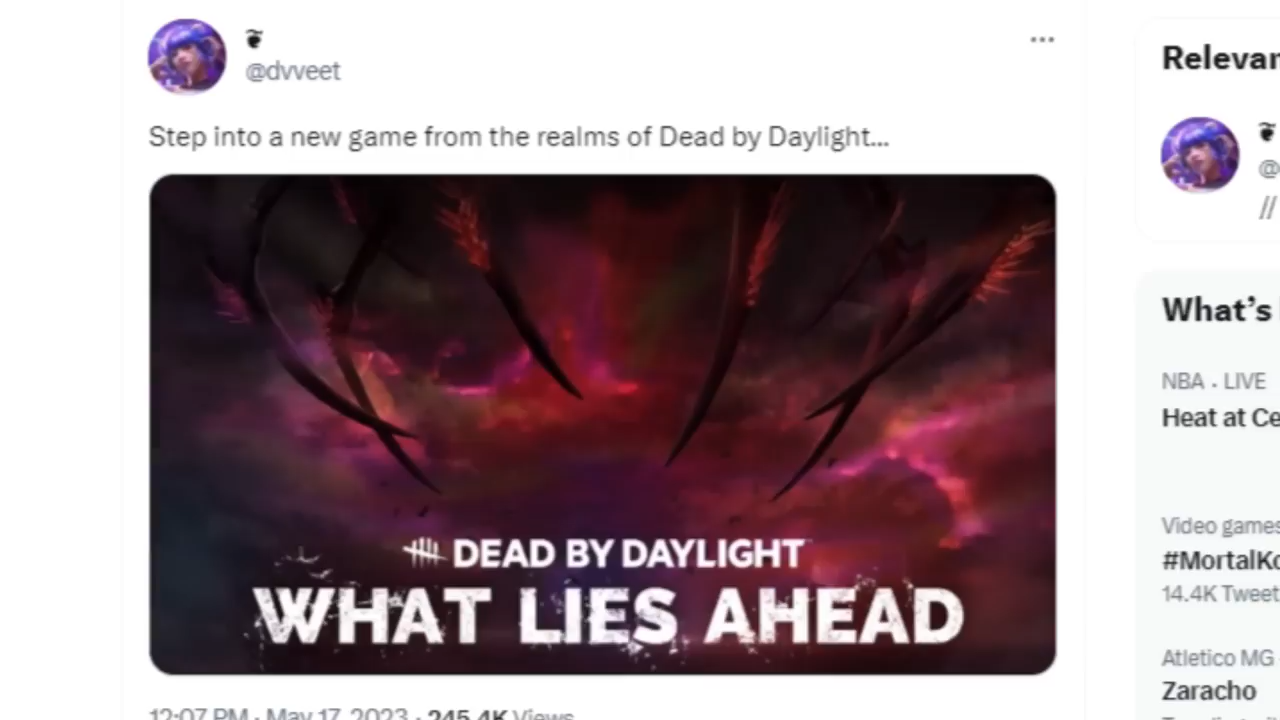 @dvveet
Step into a new game from the realms of Dead by Daylight...
DEAD BY DAYLIGHT
WHAT LIES AHEAD
12:07 PM · May 17, 2023 · 245.4K Views
Relevan
@
//
What's
NBA · LIVE
Heat at Ce
Video games
#MortalKo
14.4K Tweet
Atletico MG
Zaracho